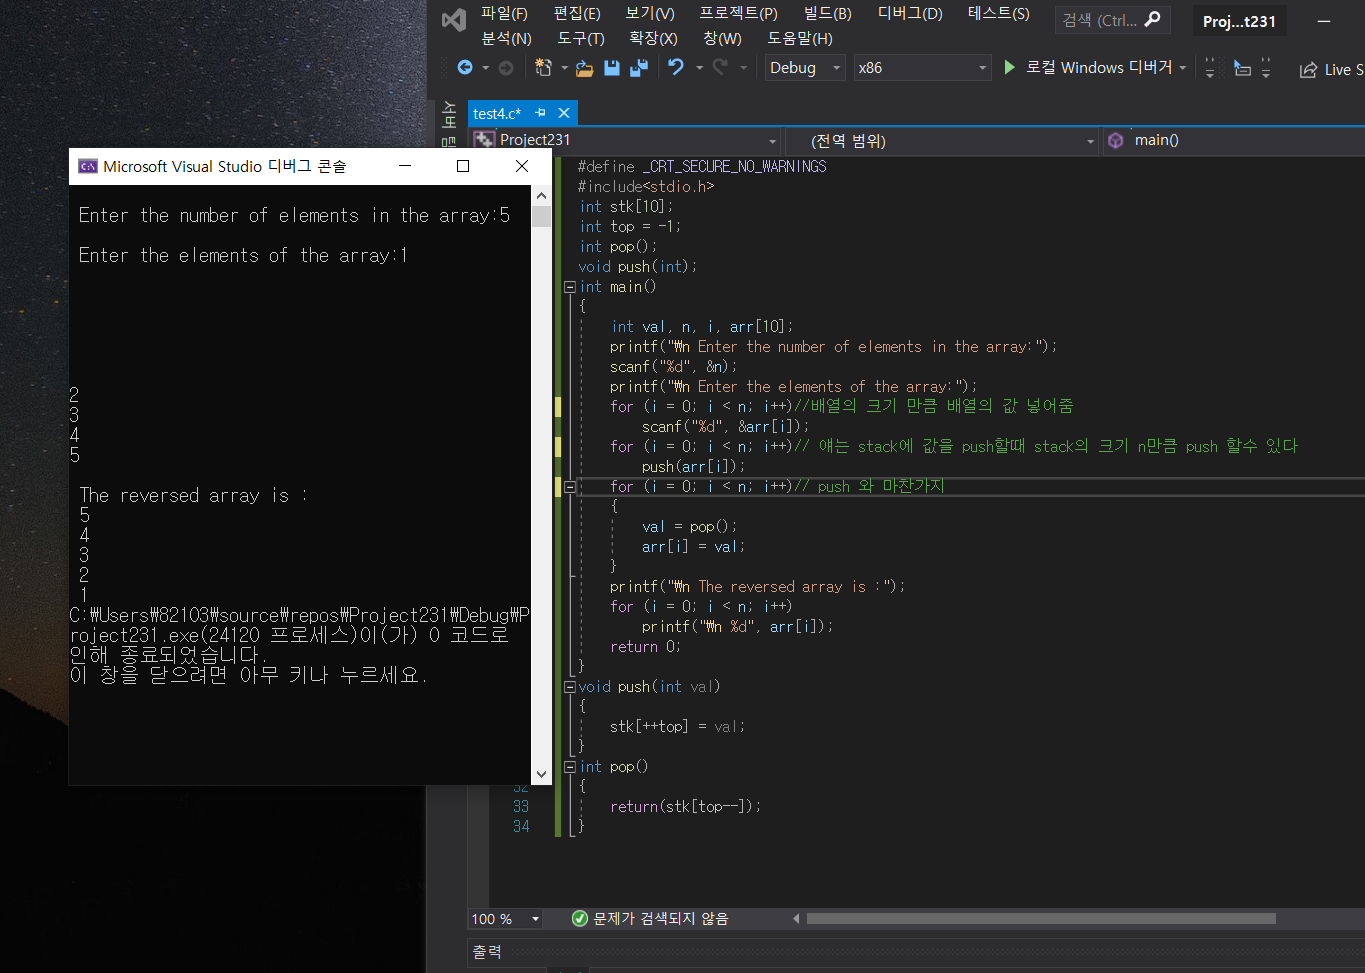 파일(F) 편집(E) 보기(V) 프로젝트(P) 빌드(B) 디버그(D) 테스트(S) 검색 (Ctrl... Proj...t231
분석(N) 도구(T) 확장(X) 창(W) 도움말(H)
Debug x86 로컬 Windows 디버거 Live S
서버
test4.c*
Project231 (전역 범위) main()
Microsoft Visual Studio 디버그 콘솔
Enter the number of elements in the array:5
Enter the elements of the array:1
2
3
4
5
The reversed array is :
5
4
3
2
1
C:₩Users₩82103₩source₩repos₩Project231₩Debug₩P
roject231.exe(24120 프로세스)이(가) 0 코드로
인해 종료되었습니다.
이 창을 닫으려면 아무 키나 누르세요.
#define _CRT_SECURE_NO_WARNINGS
#include<stdio.h>
int stk[10];
int top = -1;
int pop();
void push(int);
int main()
{
int val, n, i, arr[10];
printf("₩n Enter the number of elements in the array:");
scanf("%d", &n);
printf("₩n Enter the elements of the array:");
for (i = 0; i < n; i++)//배열의 크기 만큼 배열의 값 넣어줌
scanf("%d", &arr[i]);
for (i = 0; i < n; i++)// 얘는 stack에 값을 push할때 stack의 크기 n만큼 push 할수 있다
push(arr[i]);
for (i = 0; i < n; i++)// push 와 마찬가지
{
val = pop();
arr[i] = val;
}
printf("₩n The reversed array is :");
for (i = 0; i < n; i++)
printf("₩n %d", arr[i]);
return 0;
}
void push(int val)
{
stk[++top] = val;
}
int pop()
32 {
33 return(stk[top--]);
34 }
100 % 문제가 검색되지 않음
출력